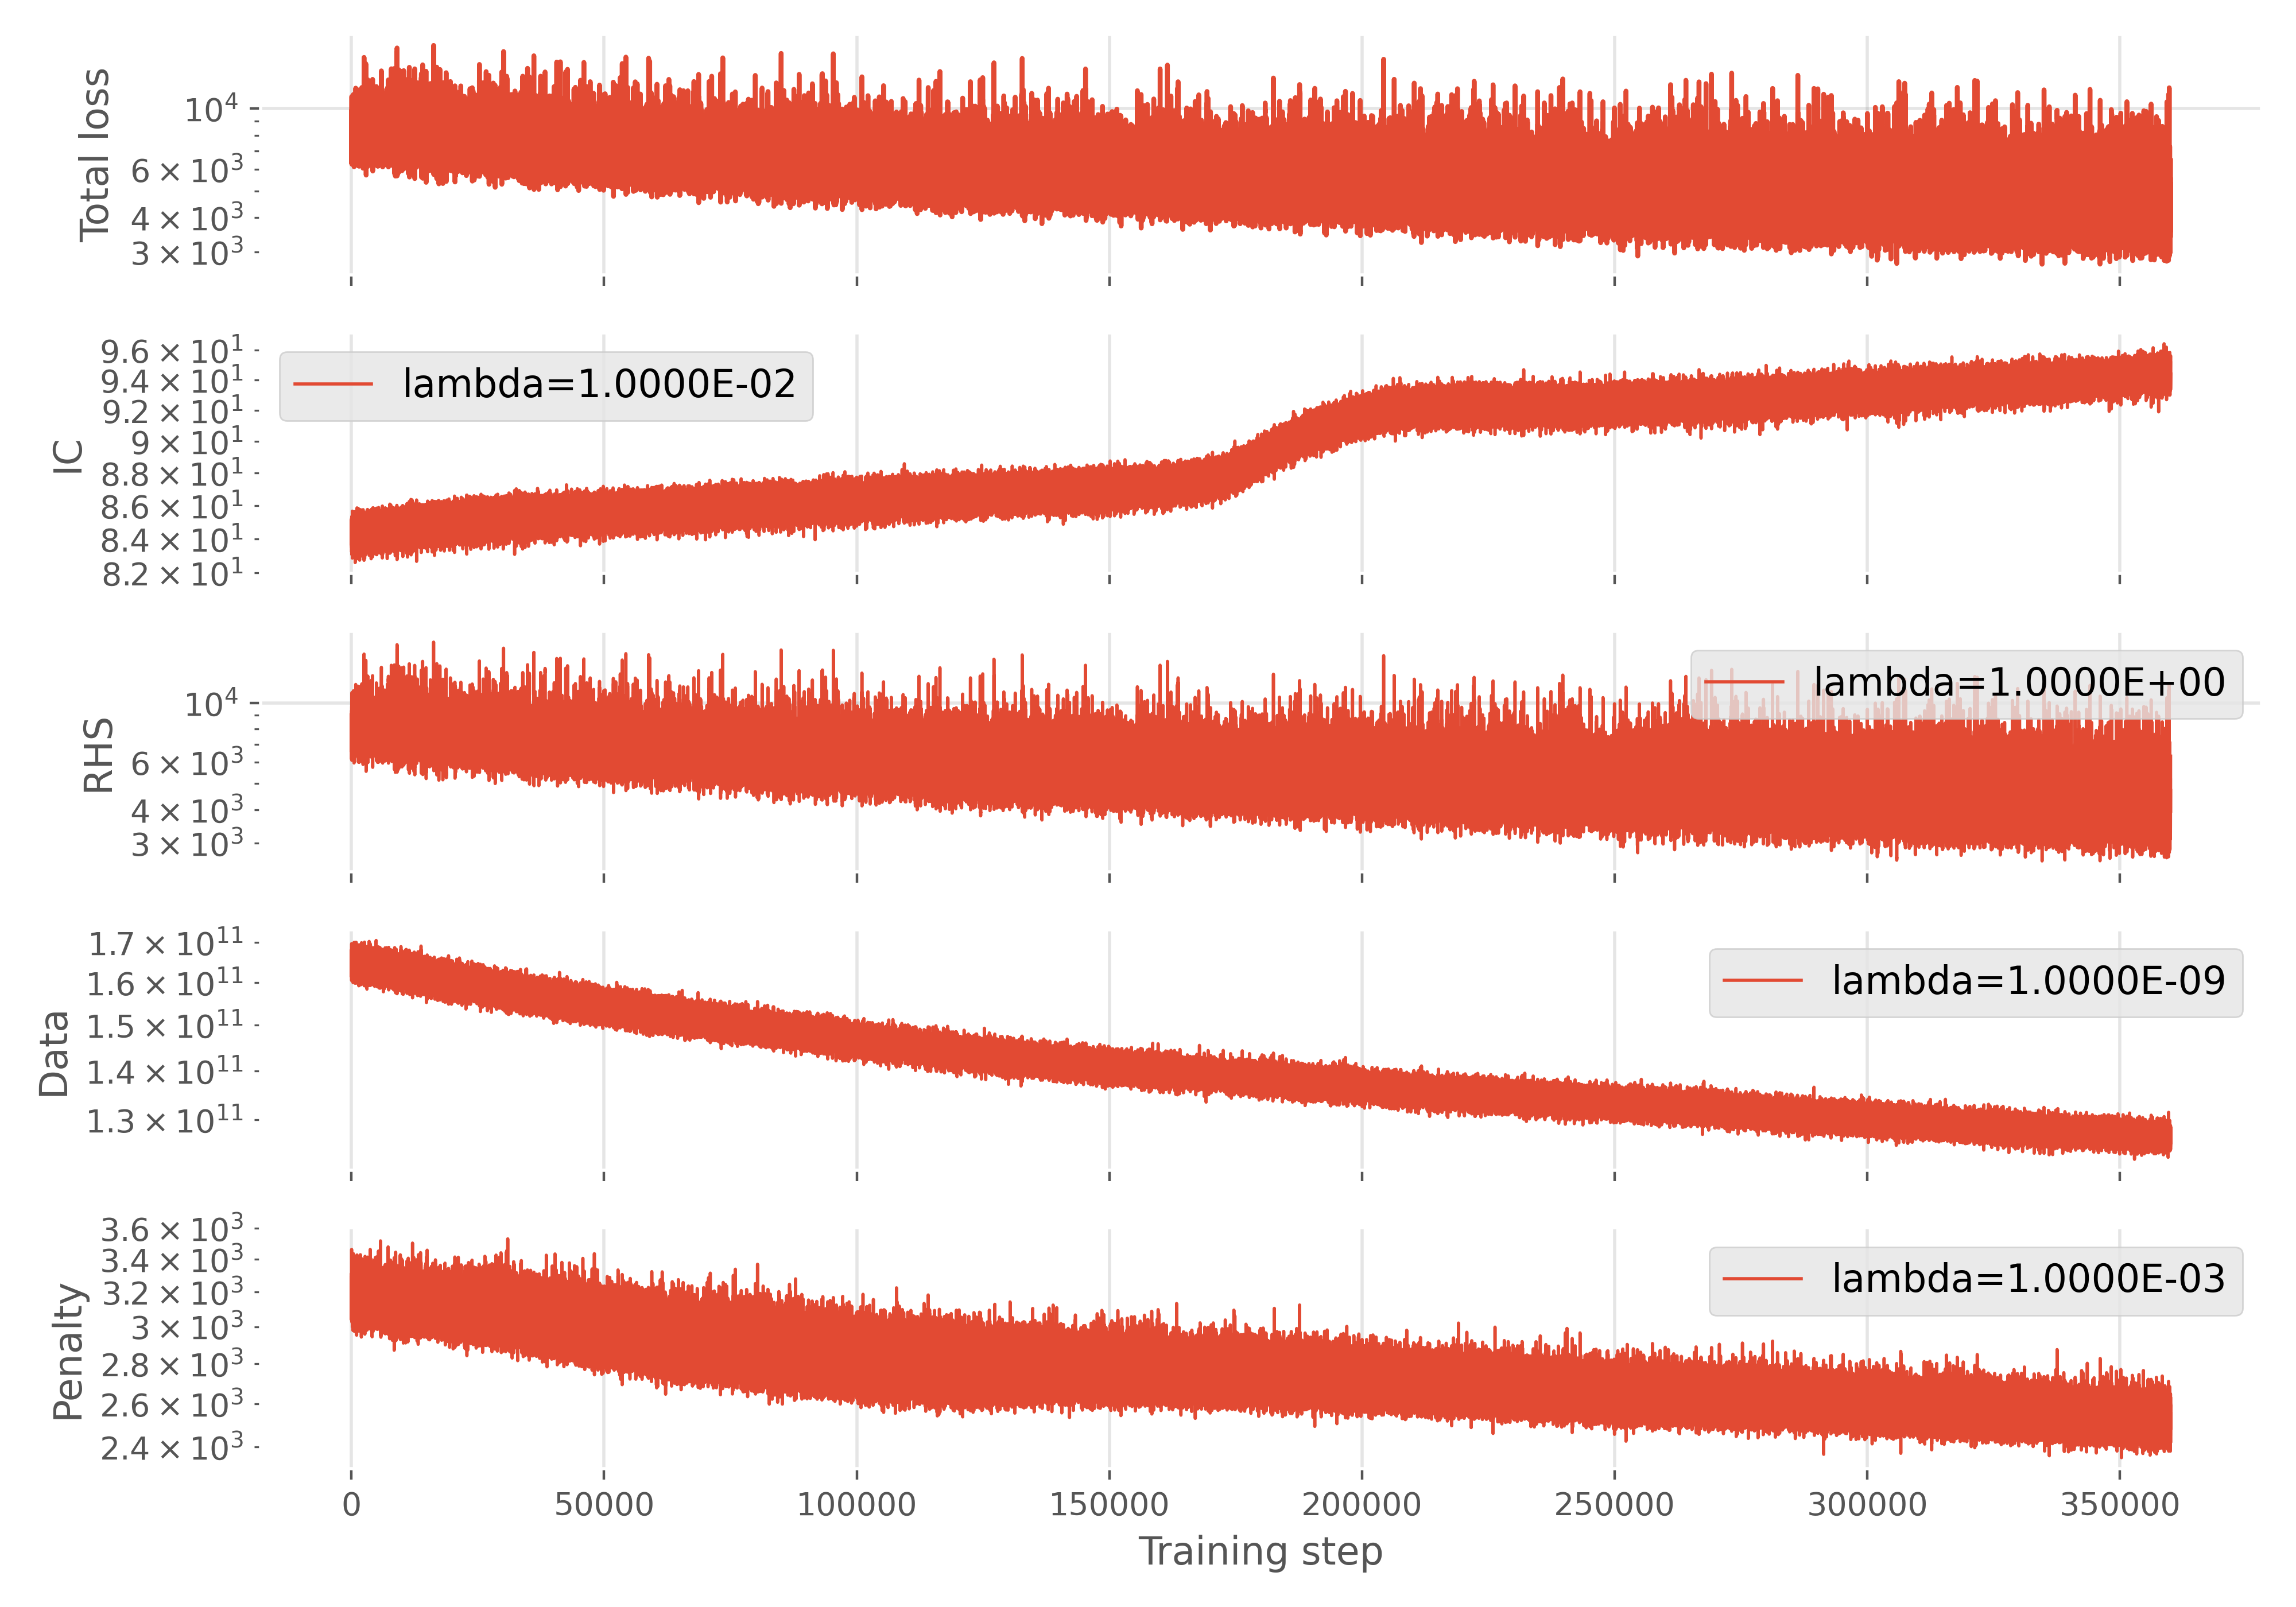 Total loss
10^4
6 × 10^3
4 × 10^3
3 × 10^3
IC
9.6 × 10^1
9.4 × 10^1
9.2 × 10^1
9 × 10^1
8.8 × 10^1
8.6 × 10^1
8.4 × 10^1
8.2 × 10^1
lambda=1.0000E-02
RHS
10^4
6 × 10^3
4 × 10^3
3 × 10^3
lambda=1.0000E+00
Data
1.7 × 10^11
1.6 × 10^11
1.5 × 10^11
1.4 × 10^11
1.3 × 10^11
lambda=1.0000E-09
Penalty
3.6 × 10^3
3.4 × 10^3
3.2 × 10^3
3 × 10^3
2.8 × 10^3
2.6 × 10^3
2.4 × 10^3
lambda=1.0000E-03
0 50000 100000 150000 200000 250000 300000 350000
Training step